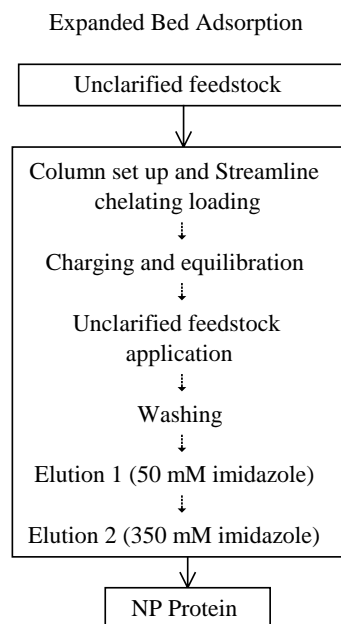 Expanded Bed Adsorption
Unclarified feedstock
Column set up and Streamline
chelating loading
Charging and equilibration
Unclarified feedstock
application
Washing
Elution 1 (50 mM imidazole)
Elution 2 (350 mM imidazole)
NP Protein